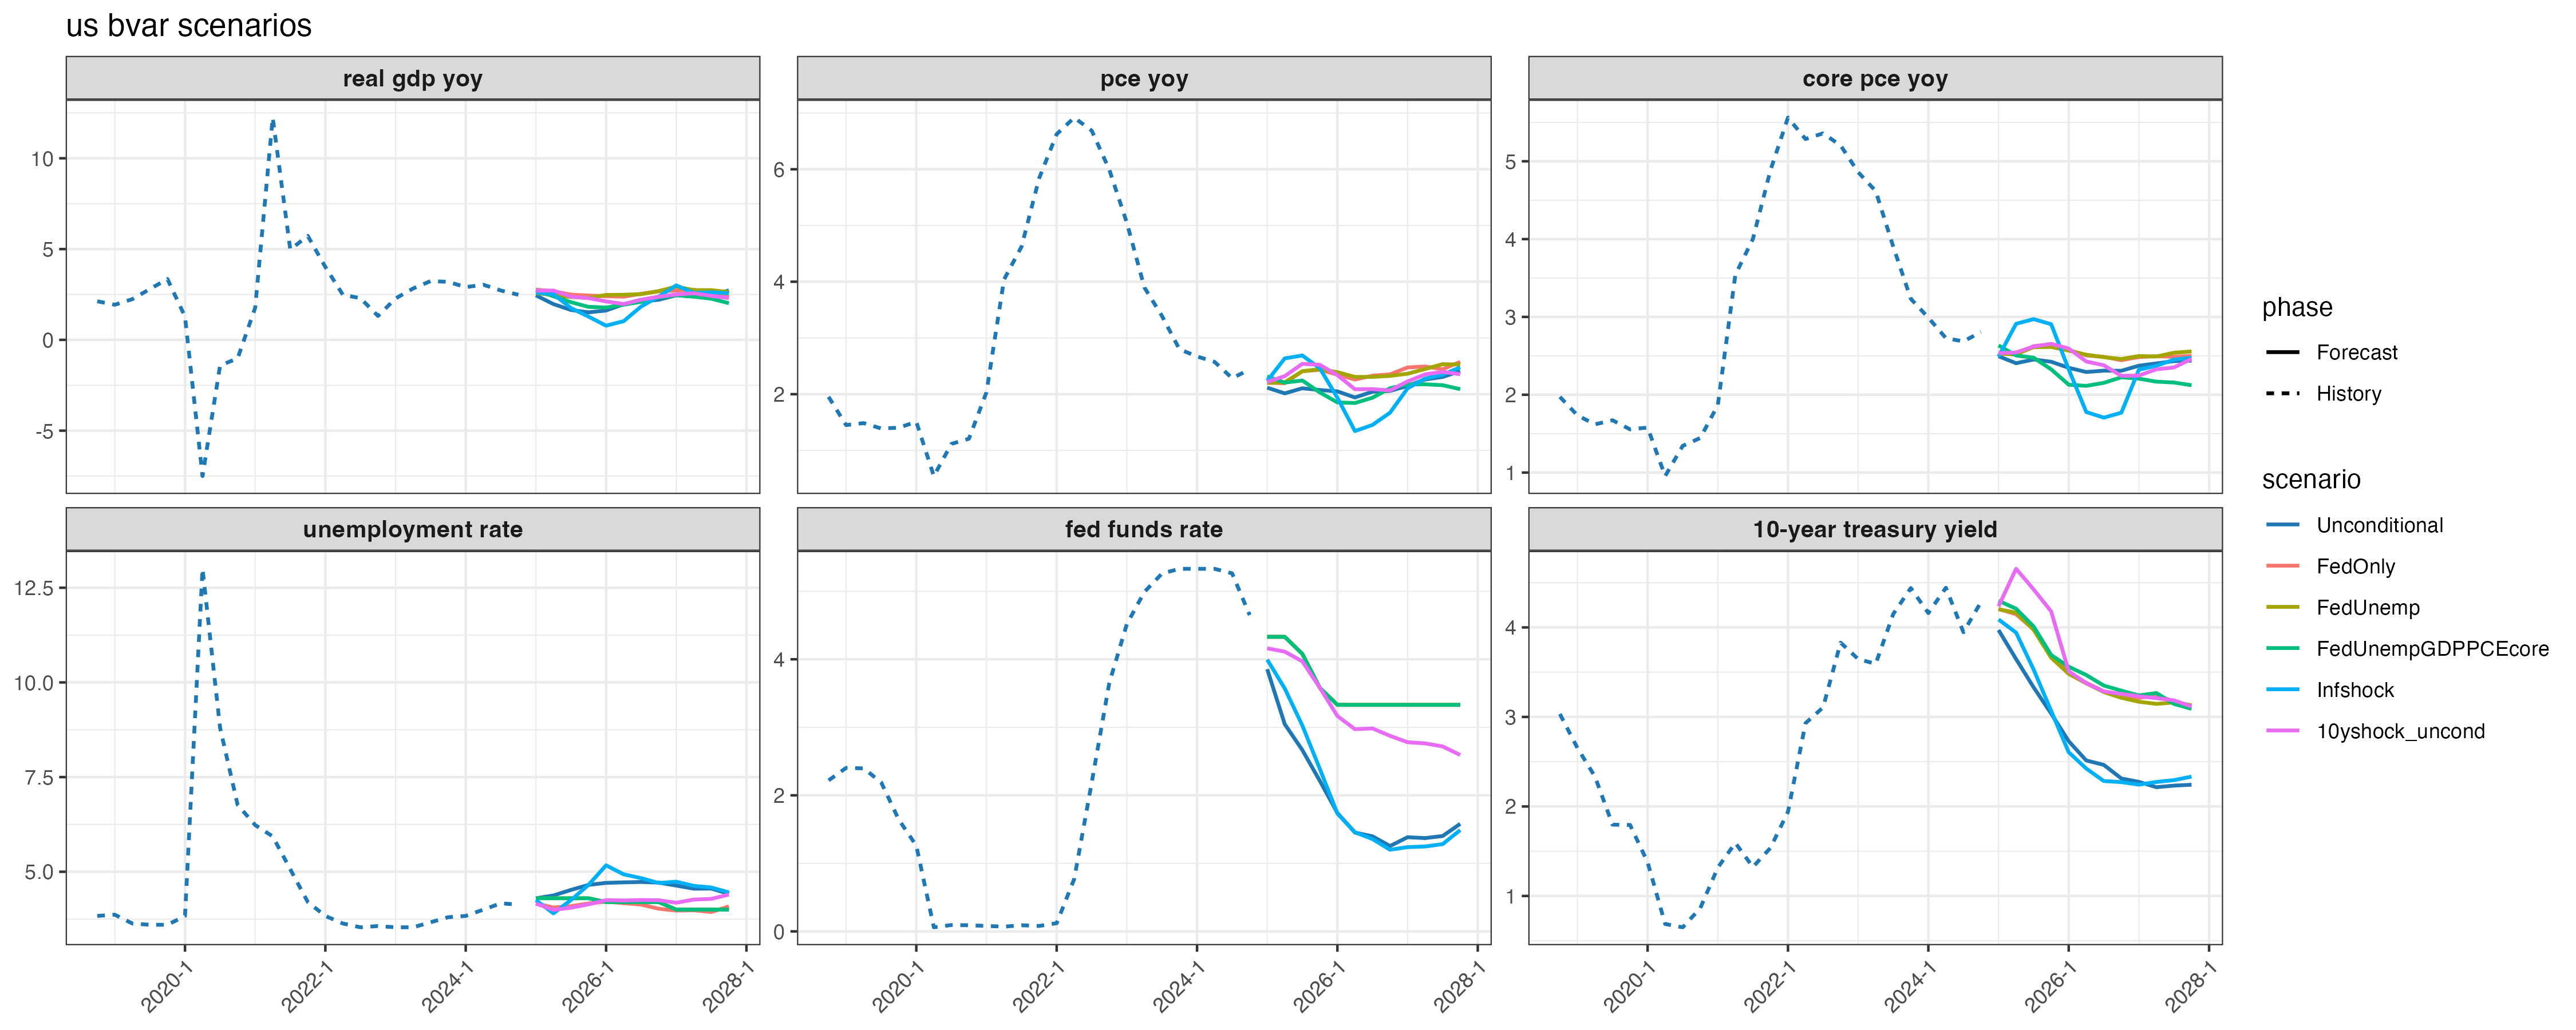 us bvar scenarios
real gdp yoy
pce yoy
core pce yoy
10
5
0
-5
6
4
2
5
4
3
2
1
unemployment rate
fed funds rate
10-year treasury yield
12.5
10.0
7.5
5.0
4
2
0
4
3
2
1
2020-1
2022-1
2024-1
2026-1
2028-1
2020-1
2022-1
2024-1
2026-1
2028-1
2020-1
2022-1
2024-1
2026-1
2028-1
phase
Forecast
History
scenario
Unconditional
FedOnly
FedUnemp
FedUnempGDPPCEcore
Infshock
10yshock_uncond